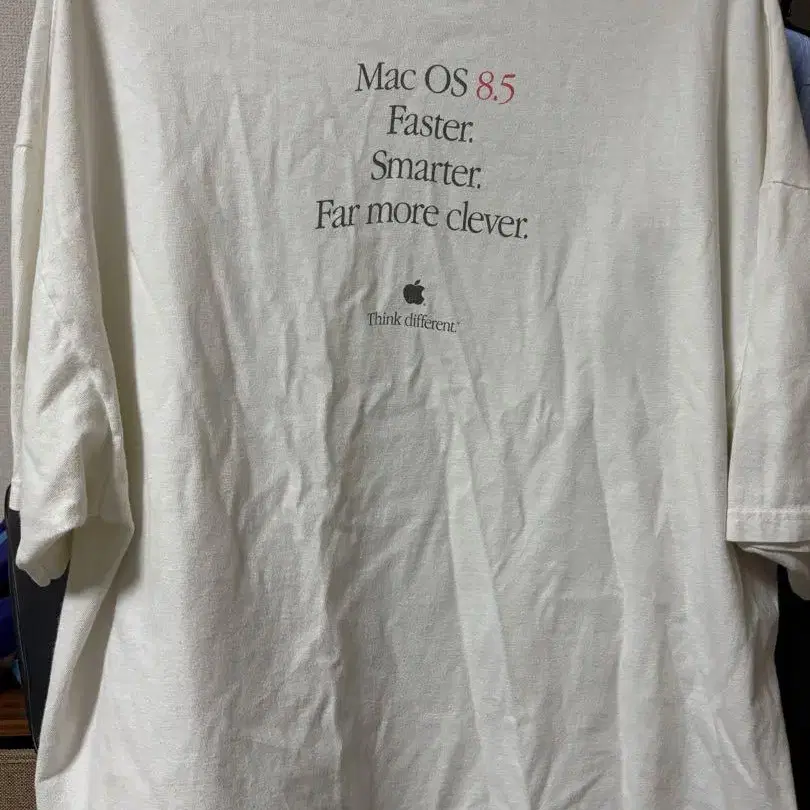 Mac OS 8.5
Faster.
Smarter.
Far more clever.
Think different.